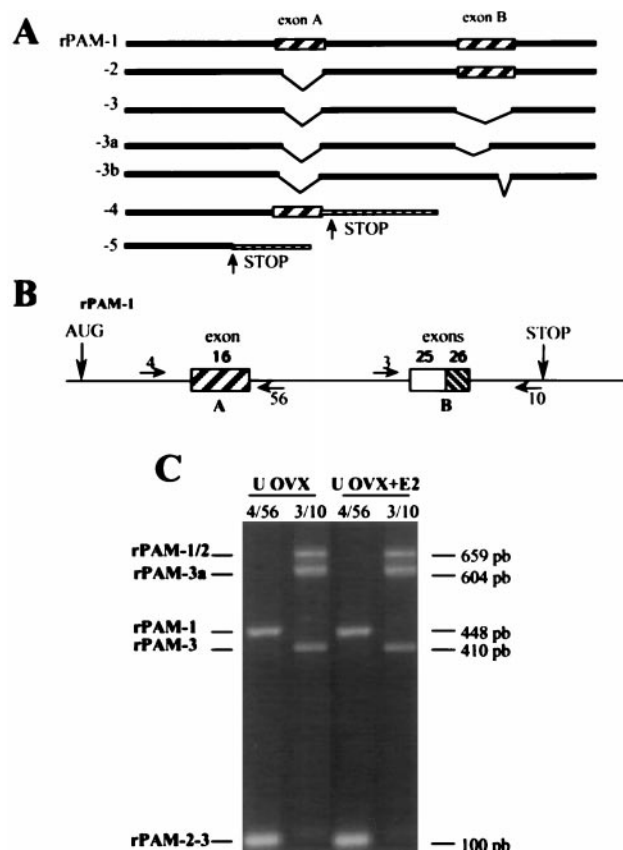 A
exon A exon B
rPAM-1
-2
-3
-3a
-3b
-4
STOP
-5
STOP
B
rPAM-1
AUG
exon
16
exons
25 26
STOP
4
3
56
10
A
B
C
U OVX U OVX+E2
4/56 3/10 4/56 3/10
rPAM-1/2 659 pb
rPAM-3a 604 pb
rPAM-1 448 pb
rPAM-3 410 pb
rPAM-2-3 100 pb